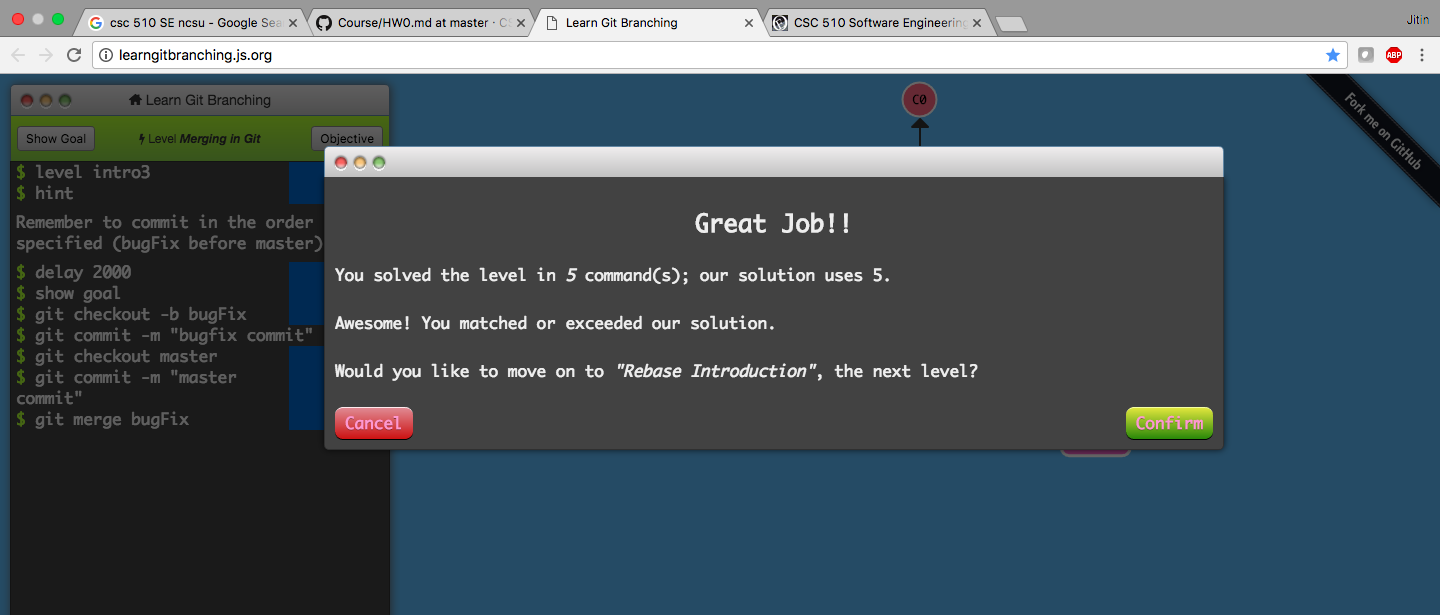 csc 510 SE ncsu - Google Sea
Course/HW0.md at master · CS
Learn Git Branching
CSC 510 Software Engineering
Jitin
learngitbranching.js.org
ABP
Learn Git Branching
Show Goal
Level Merging in Git
Objective
$ level intro3
$ hint
Remember to commit in the order
specified (bugFix before master)
$ delay 2000
$ show goal
$ git checkout -b bugFix
$ git commit -m "bugfix commit"
$ git checkout master
$ git commit -m "master
commit"
$ git merge bugFix
C0
Fork me on GitHub
Great Job!!
You solved the level in 5 command(s); our solution uses 5.
Awesome! You matched or exceeded our solution.
Would you like to move on to "Rebase Introduction", the next level?
Cancel
Confirm